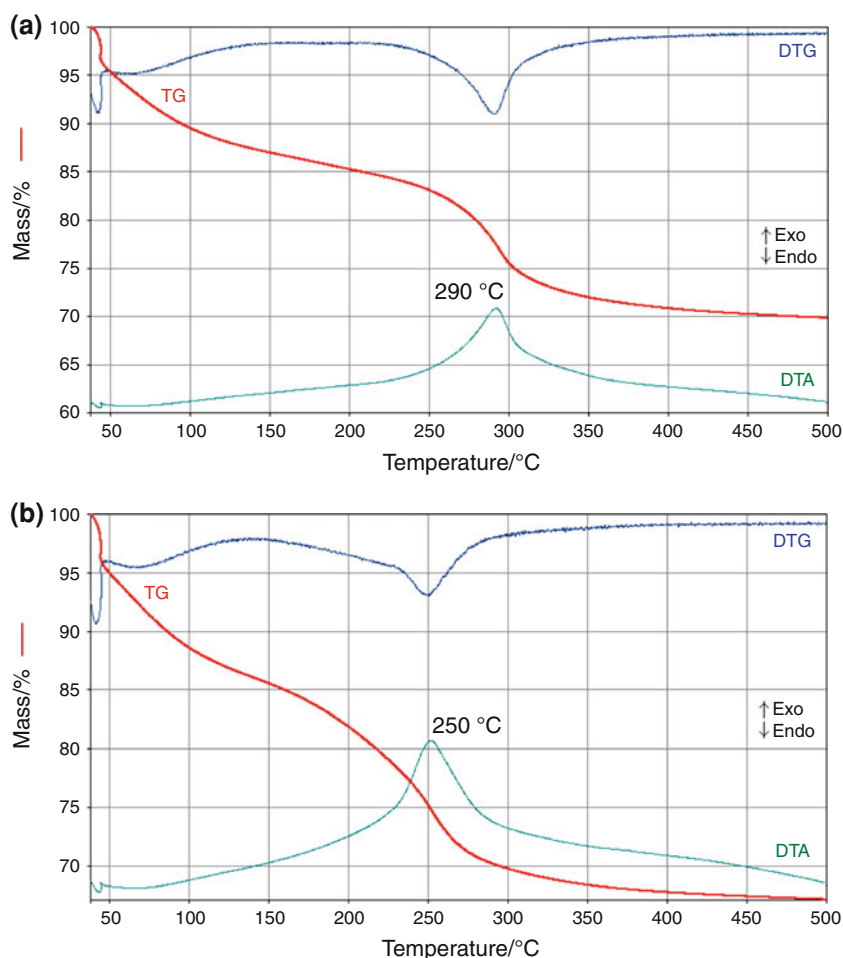 (a)
100
95
90
85
80
75
70
65
60
Mass/%
TG
DTG
↑ Exo
↓ Endo
290 °C
DTA
50 100 150 200 250 300 350 400 450 500
Temperature/°C
(b)
100
95
90
85
80
75
70
Mass/%
TG
DTG
↑ Exo
↓ Endo
250 °C
DTA
50 100 150 200 250 300 350 400 450 500
Temperature/°C